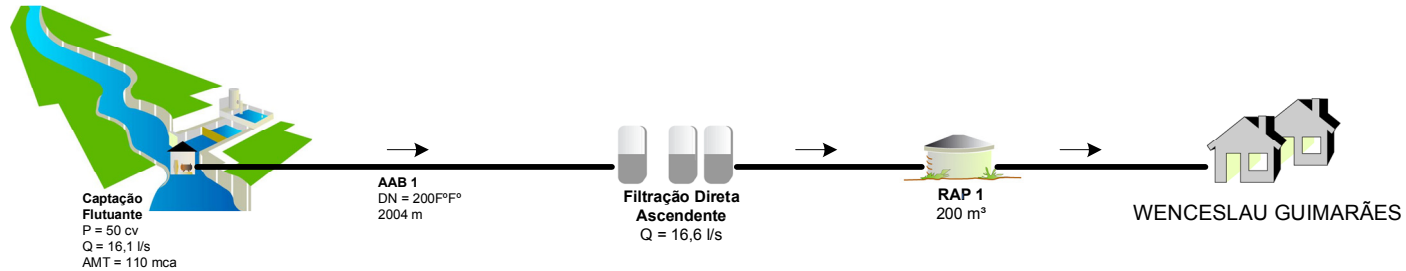 Captação
Flutuante
P = 50 cv
Q = 16,1 l/s
AMT = 110 mca
AAB 1
DN = 200FºFº
2004 m
Filtração Direta
Ascendente
Q = 16,6 l/s
RAP 1
200 m³
WENCESLAU GUIMARÃES